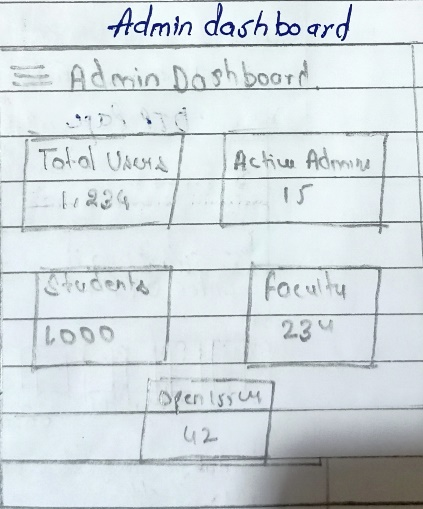 Admin dashboard
Admin Dashboard
Total Users
1,234
Active Admins
15
Students
1000
Faculty
234
Open Issues
42